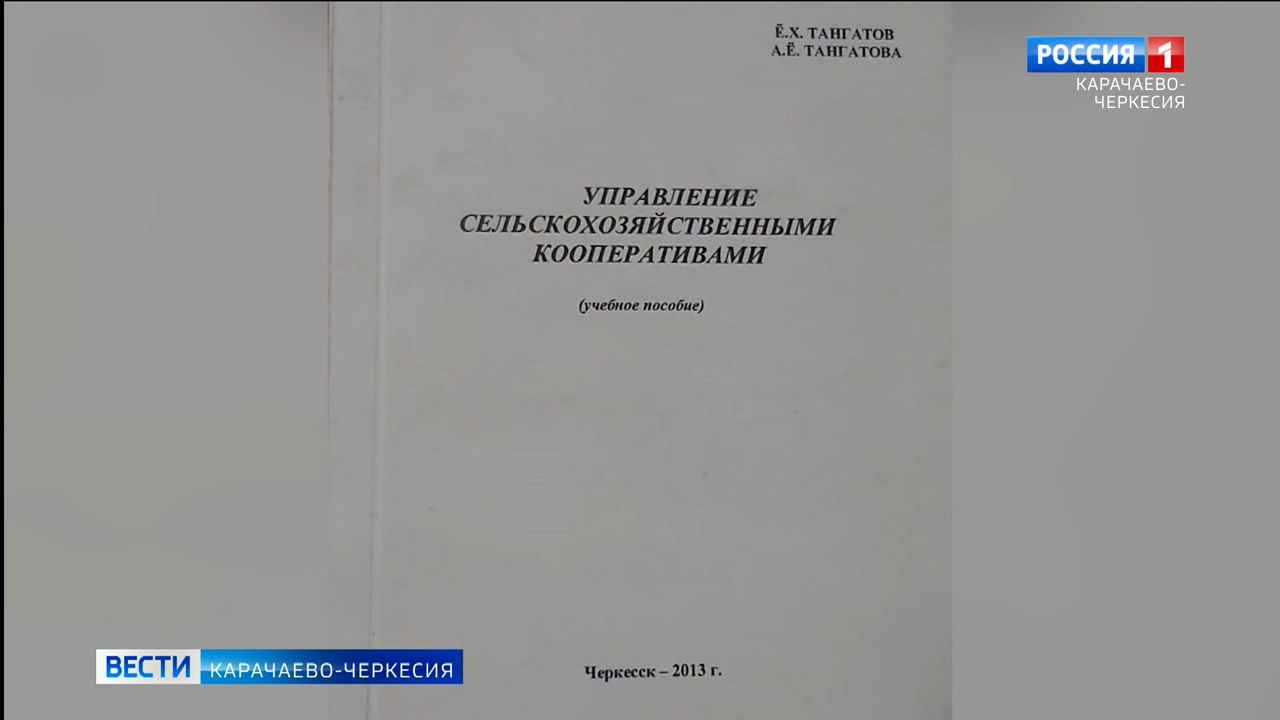 Ё.Х. ТАНГАТОВ
А.Ё. ТАНГАТОВА
РОССИЯ 1
КАРАЧАЕВО-
ЧЕРКЕСИЯ
УПРАВЛЕНИЕ
СЕЛЬСКОХОЗЯЙСТВЕННЫМИ
КООПЕРАТИВАМИ
(учебное пособие)
ВЕСТИ КАРАЧАЕВО-ЧЕРКЕСИЯ
Черкесск – 2013 г.